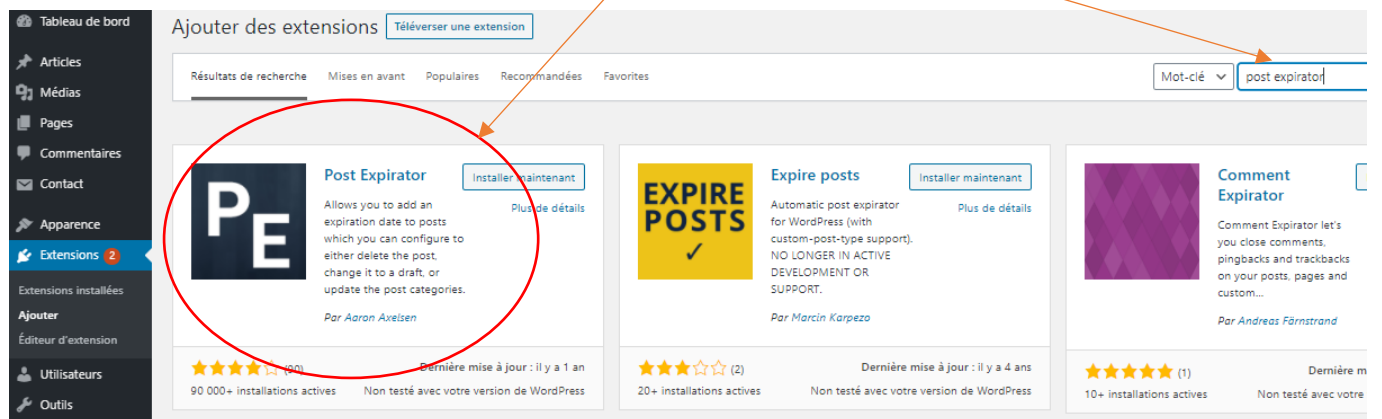 Tableau de bord
Articles
Médias
Pages
Commentaires
Contact
Apparence
Extensions 2
Extensions installées
Ajouter
Éditeur d'extension
Utilisateurs
Outils
Ajouter des extensions Téléverser une extension
Résultats de recherche Mises en avant Populaires Recommandées Favorites
Mot-clé post expirator
PE
Post Expirator
Installer maintenant
Plus de détails
Allows you to add an
expiration date to posts
which you can configure to
either delete the post,
change it to a draft, or
update the post categories.
Par Aaron Axelsen
(90)
Dernière mise à jour : il y a 1 an
90 000+ installations actives
Non testé avec votre version de WordPress
EXPIRE
POSTS
Expire posts
Installer maintenant
Plus de détails
Automatic post expirator
for WordPress (with
custom-post-type support).
NO LONGER IN ACTIVE
DEVELOPMENT OR
SUPPORT.
Par Marcin Karpezo
(2)
Dernière mise à jour : il y a 4 ans
20+ installations actives
Non testé avec votre version de WordPress
Comment
Expirator
Comment Expirator let's
you close comments,
pingbacks and trackbacks
on your posts, pages and
custom...
Par Andreas Färnstrand
(1)
Dernière m
10+ installations actives
Non testé avec votre